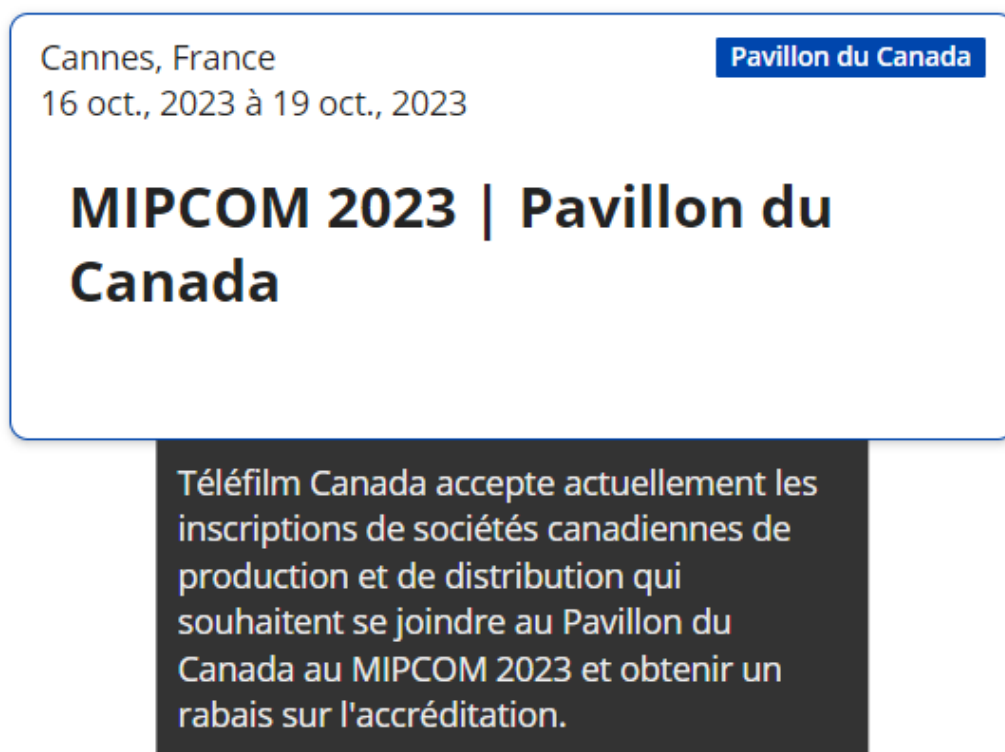 Cannes, France
Pavillon du Canada
16 oct., 2023 à 19 oct., 2023
MIPCOM 2023 | Pavillon du
Canada
Téléfilm Canada accepte actuellement les
inscriptions de sociétés canadiennes de
production et de distribution qui
souhaitent se joindre au Pavillon du
Canada au MIPCOM 2023 et obtenir un
rabais sur l'accréditation.